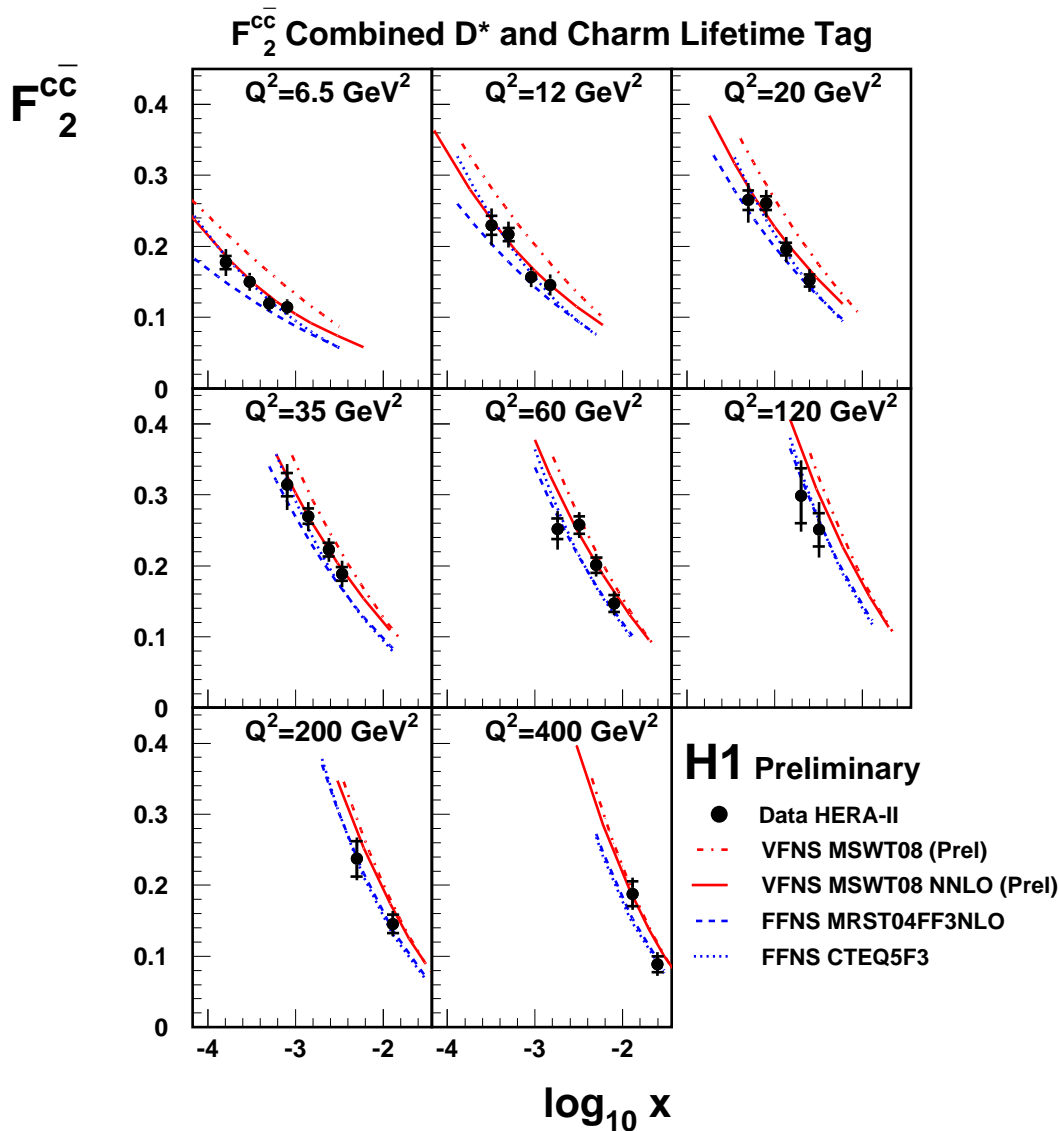 F₂^cc̄ Combined D* and Charm Lifetime Tag
F₂^cc̄
Q²=6.5 GeV²
Q²=12 GeV²
Q²=20 GeV²
0.4
0.3
0.2
0.1
0
Q²=35 GeV²
Q²=60 GeV²
Q²=120 GeV²
0.4
0.3
0.2
0.1
0
Q²=200 GeV²
Q²=400 GeV²
0.4
0.3
0.2
0.1
0
H1 Preliminary
Data HERA-II
VFNS MSWT08 (Prel)
VFNS MSWT08 NNLO (Prel)
FFNS MRST04FF3NLO
FFNS CTEQ5F3
-4 -3 -2 -4 -3 -2
log₁₀ x